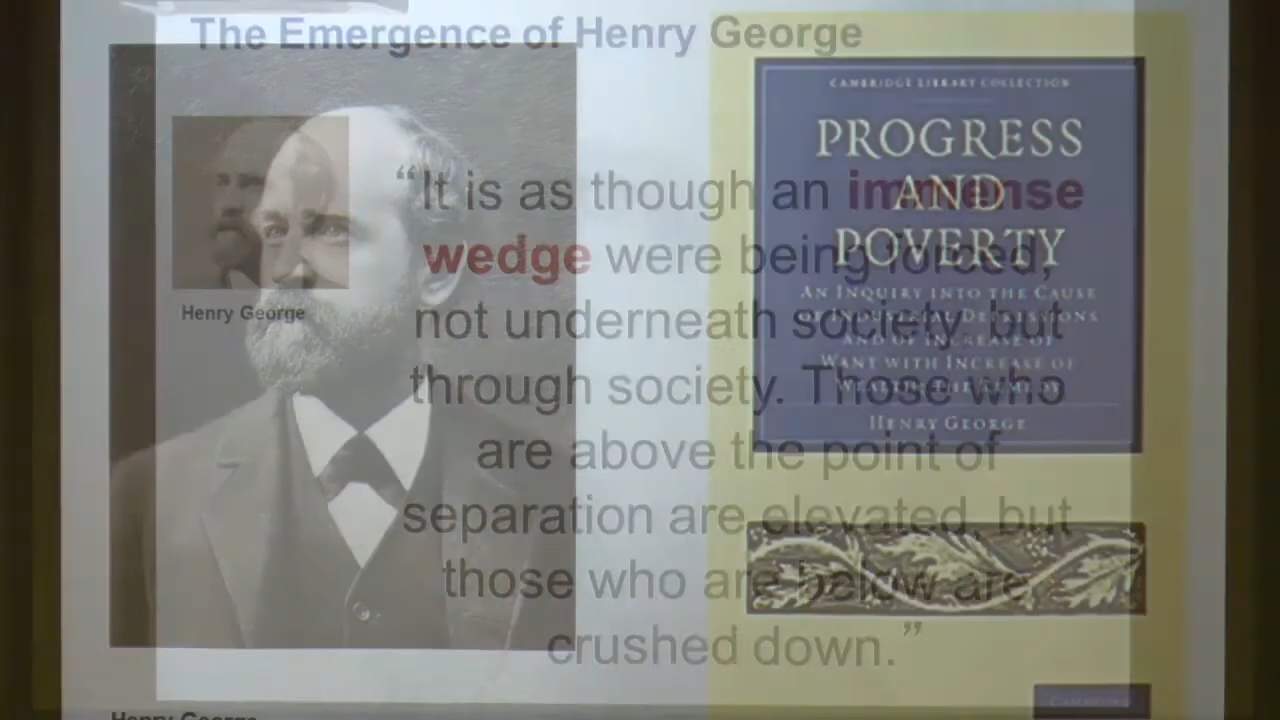 The Emergence of Henry George
CAMBRIDGE LIBRARY COLLECTION
PROGRESS
AND
POVERTY
AN INQUIRY INTO THE CAUSE
OF INDUSTRIAL DEPRESSIONS
AND OF INCREASE OF
WANT WITH INCREASE OF
WEALTH: THE REMEDY
HENRY GEORGE
CAMBRIDGE
“It is as though an immense
wedge were being forced,
not underneath society, but
through society. Those who
are above the point of
separation are elevated, but
those who are below are
crushed down.”
Henry George
Henry George